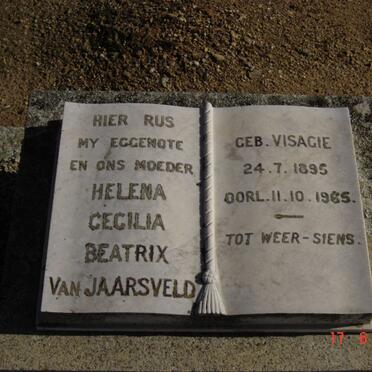 HIER RUS
MY EGGENOTE
EN ONS MOEDER
HELENA
CECILIA
BEATRIX
VAN JAARSVELD
GEB. VISAGIE
24.7.1895
OORL. 11.10.1965.
TOT WEER-SIENS.
17